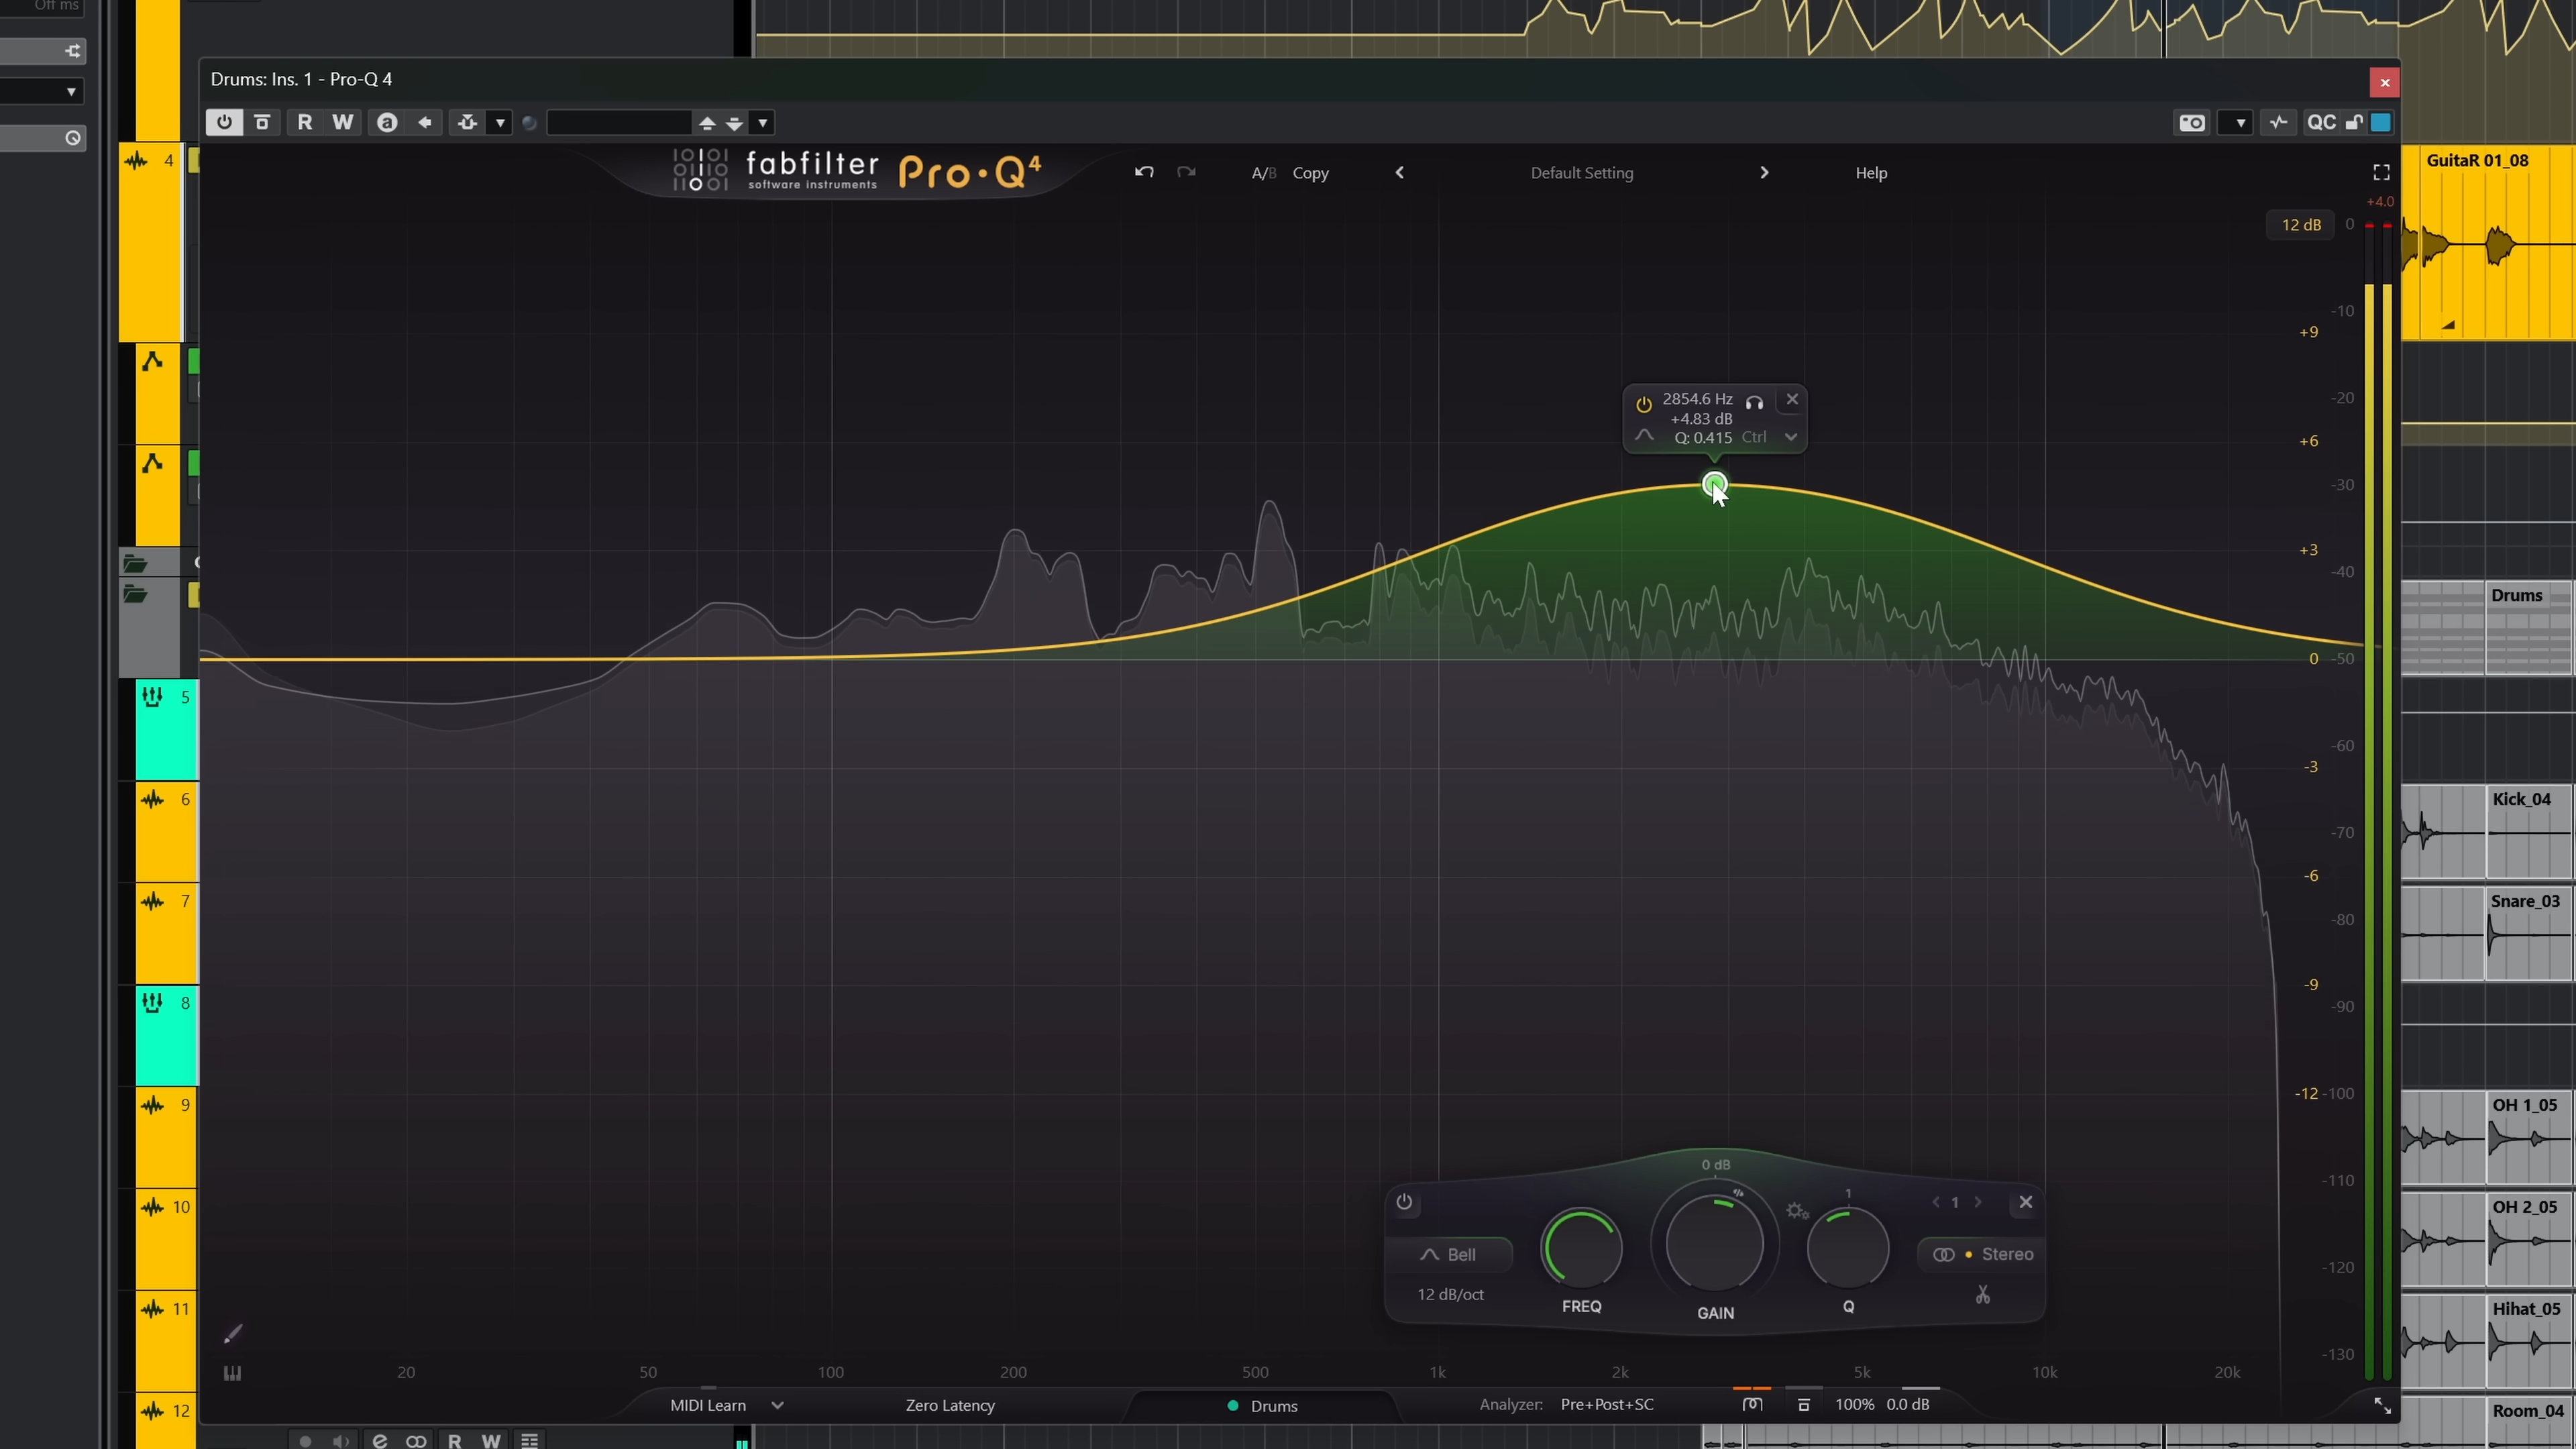 Off ms
Drums: Ins. 1 - Pro-Q 4
R W a QC
4
fabfilter
software instruments
Pro·Q4
A/B Copy Default Setting Help
GuitaR 01_08
+4.0
12 dB 0
-10
+9
-20
2854.6 Hz
+4.83 dB
Q: 0.415 Ctrl
+6
-30
+3
-40
Drums
0 -50
5
-60
-3
6
Kick_04
-70
-6
7
Snare_03
-80
-9
8
-90
-12 -100
9
OH 1_05
0 dB
-110
1
1
10
OH 2_05
Bell
Stereo
12 dB/oct
-120
FREQ GAIN Q
11
Hihat_05
-130
20 50 100 200 500 1k 2k 5k 10k 20k
MIDI Learn Zero Latency Drums Analyzer: Pre+Post+SC 100% 0.0 dB
12
Room_04
e R W